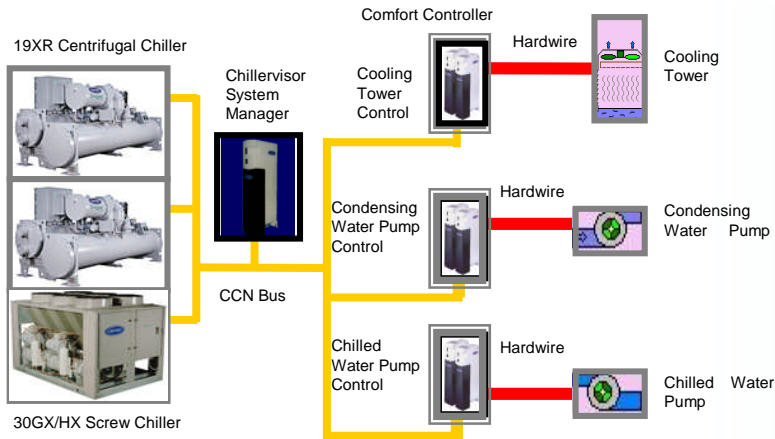 Comfort Controller
19XR Centrifugal Chiller
Chillervisor
System
Manager
Cooling
Tower
Control
Hardwire
Cooling
Tower
Condensing
Water Pump
Control
Hardwire
Condensing
Water Pump
CCN Bus
Chilled
Water Pump
Control
Hardwire
Chilled Water
Pump
30GX/HX Screw Chiller